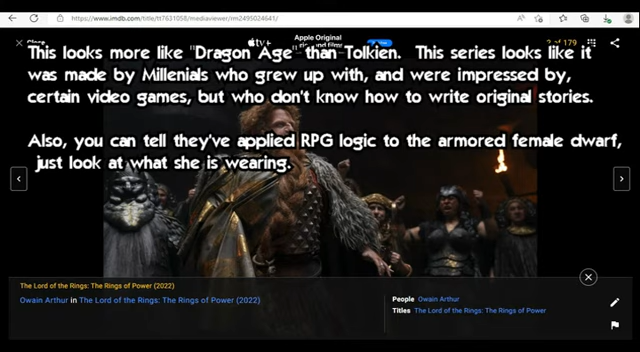 https://www.imdb.com/title/tt7631058/mediaviewer/rm2495024641/
Close
tv+
Apple Original
2 of 179
This looks more like "Dragon Age" than Tolkien. This series looks like it
was made by Millenials who grew up with, and were impressed by,
certain video games, but who don't know how to write original stories.
Also, you can tell they've applied RPG logic to the armored female dwarf,
just look at what she is wearing.
The Lord of the Rings: The Rings of Power (2022)
Owain Arthur in The Lord of the Rings: The Rings of Power (2022)
People Owain Arthur
Titles The Lord of the Rings: The Rings of Power